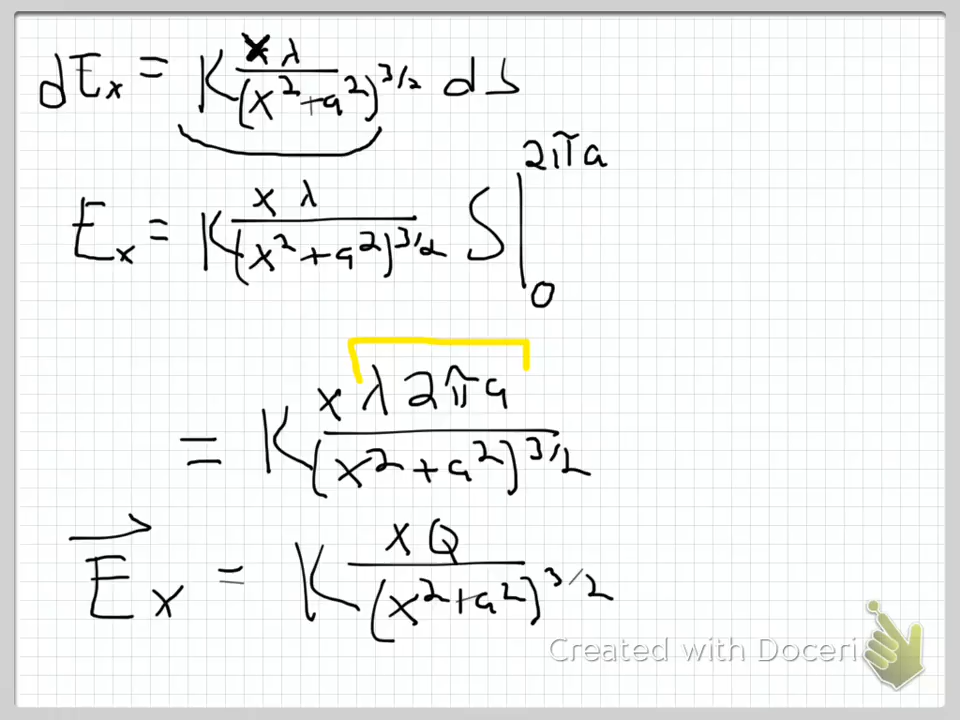 dEx = K xλ/(x²+a²)^3/2 ds
Ex = K xλ/(x²+a²)^3/2 S|₀^2πa
= K xλ2πa/(x²+a²)^3/2
→Ex = K xQ/(x²+a²)^3/2
Created with Doceri